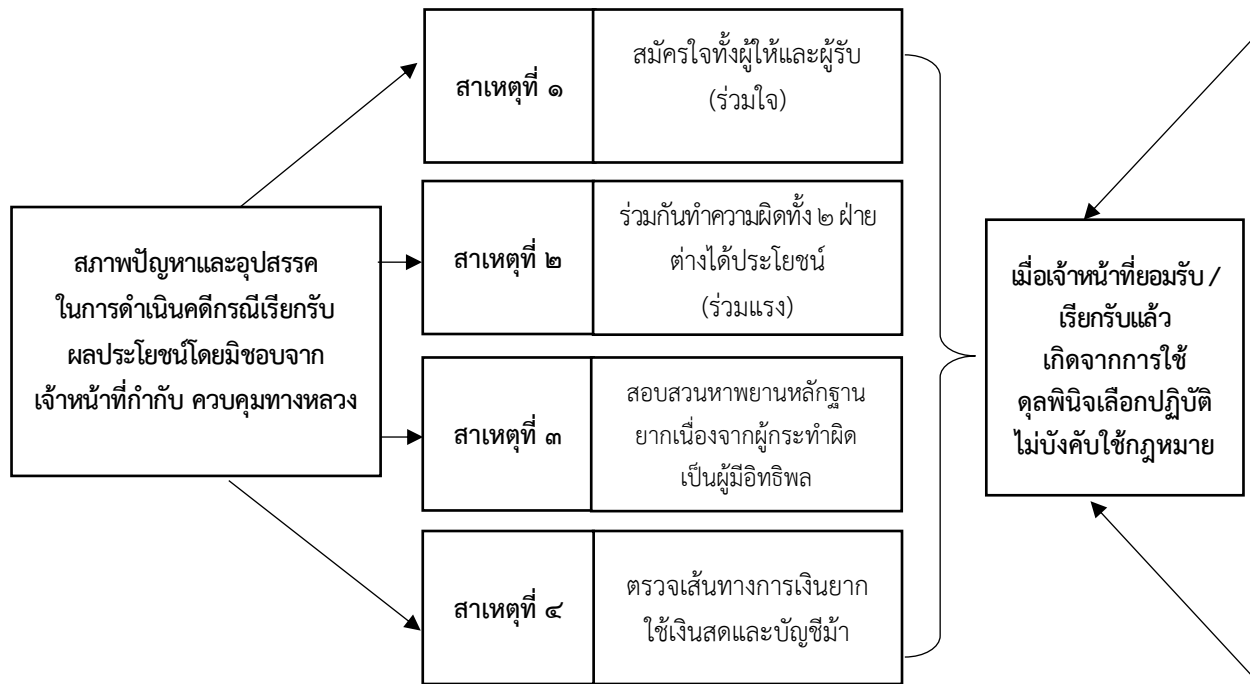 สภาพปัญหาและอุปสรรค
ในการดำเนินคดีกรณีเรียกรับ
ผลประโยชน์โดยมิชอบจาก
เจ้าหน้าที่กำกับ ควบคุมทางหลวง
สาเหตุที่ ๑
สมัครใจทั้งผู้ให้และผู้รับ
(ร่วมใจ)
สาเหตุที่ ๒
ร่วมกันทำความผิดทั้ง ๒ ฝ่าย
ต่างได้ประโยชน์
(ร่วมแรง)
สาเหตุที่ ๓
สอบสวนหาพยานหลักฐาน
ยากเนื่องจากผู้กระทำผิด
เป็นผู้มีอิทธิพล
สาเหตุที่ ๔
ตรวจเส้นทางการเงินยาก
ใช้เงินสดและบัญชีม้า
เมื่อเจ้าหน้าที่ยอมรับ /
เรียกรับแล้ว
เกิดจากการใช้
ดุลพินิจเลือกปฏิบัติ
ไม่บังคับใช้กฎหมาย